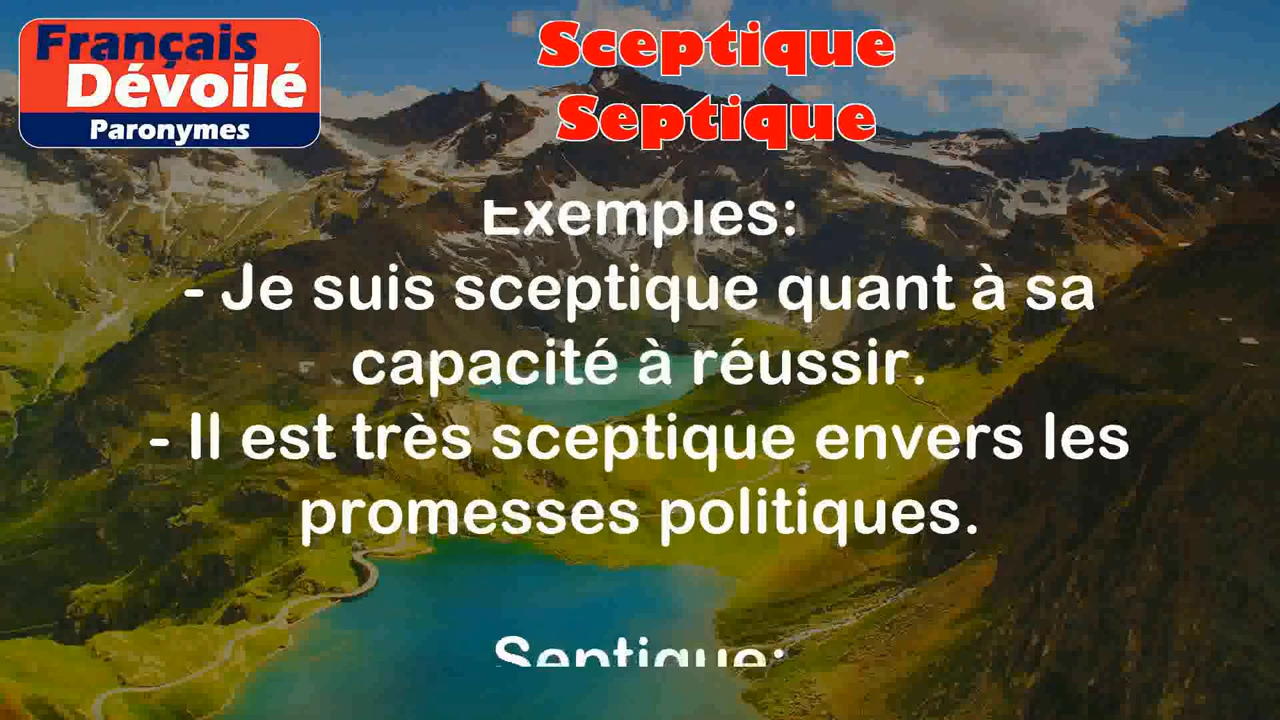 Français
Dévoilé
Paronymes
Sceptique
Septique
Exemples:
- Je suis sceptique quant à sa
capacité à réussir.
- Il est très sceptique envers les
promesses politiques.
Septique: